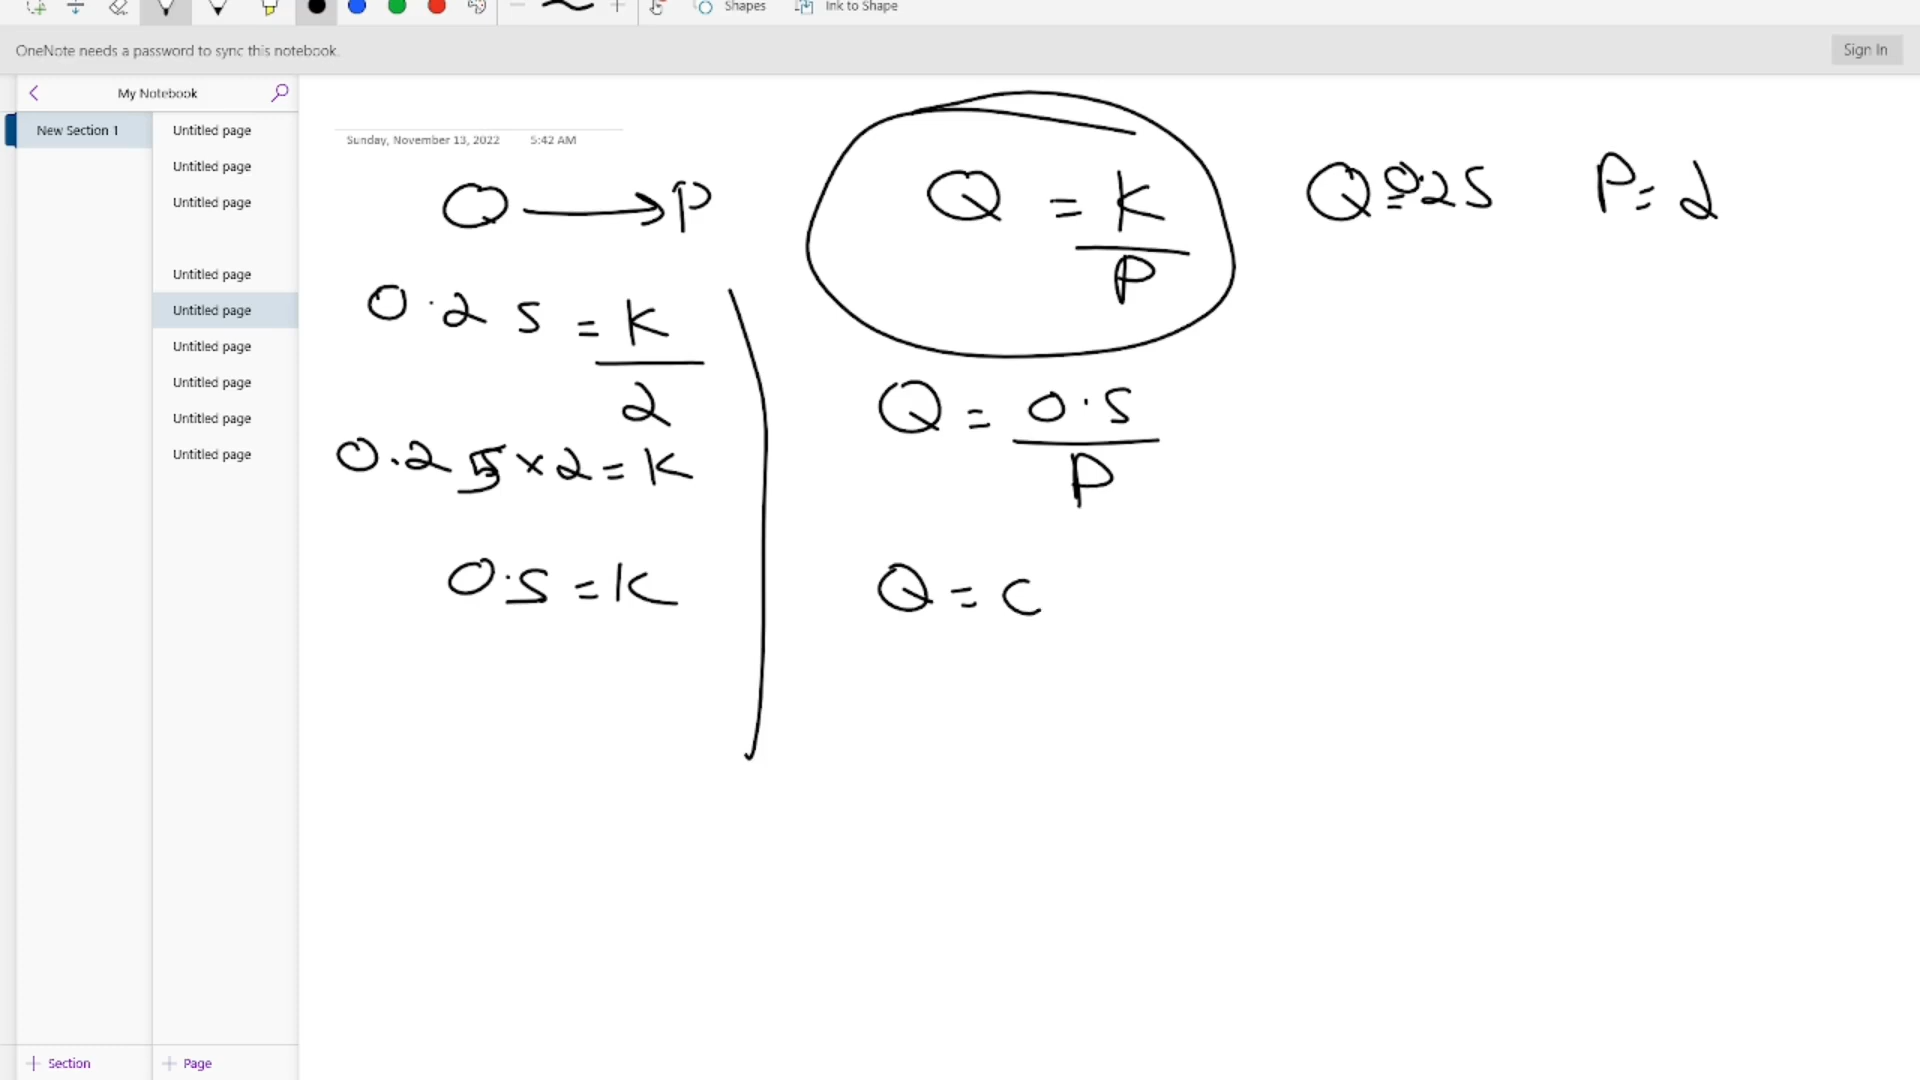 Shapes
Ink to Shape
OneNote needs a password to sync this notebook.
Sign In
My Notebook
New Section 1
Untitled page
Untitled page
Untitled page
Untitled page
Untitled page
Untitled page
Untitled page
Untitled page
Untitled page
+ Section
+ Page
Sunday, November 13, 2022 5:42 AM
Q → P
0.25 = K
2
0.25 × 2 = K
0.5 = K
Q = K
P
Q = 0.5
P
Q = C
Q = 0.25 P = 2